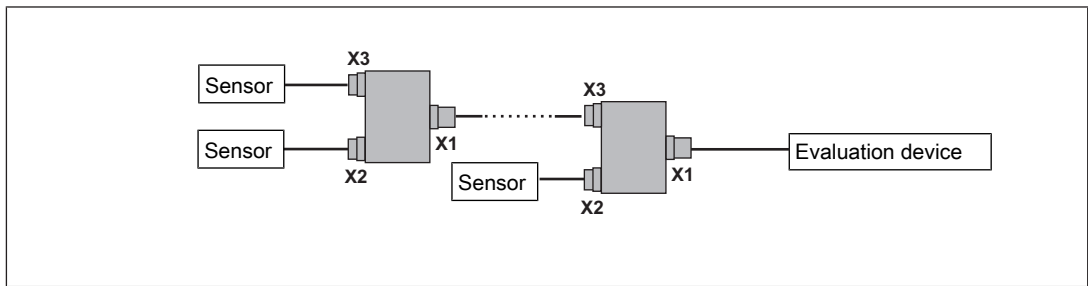 X3
Sensor
X1
Sensor
X2
X3
Sensor
X2
X1
Evaluation device